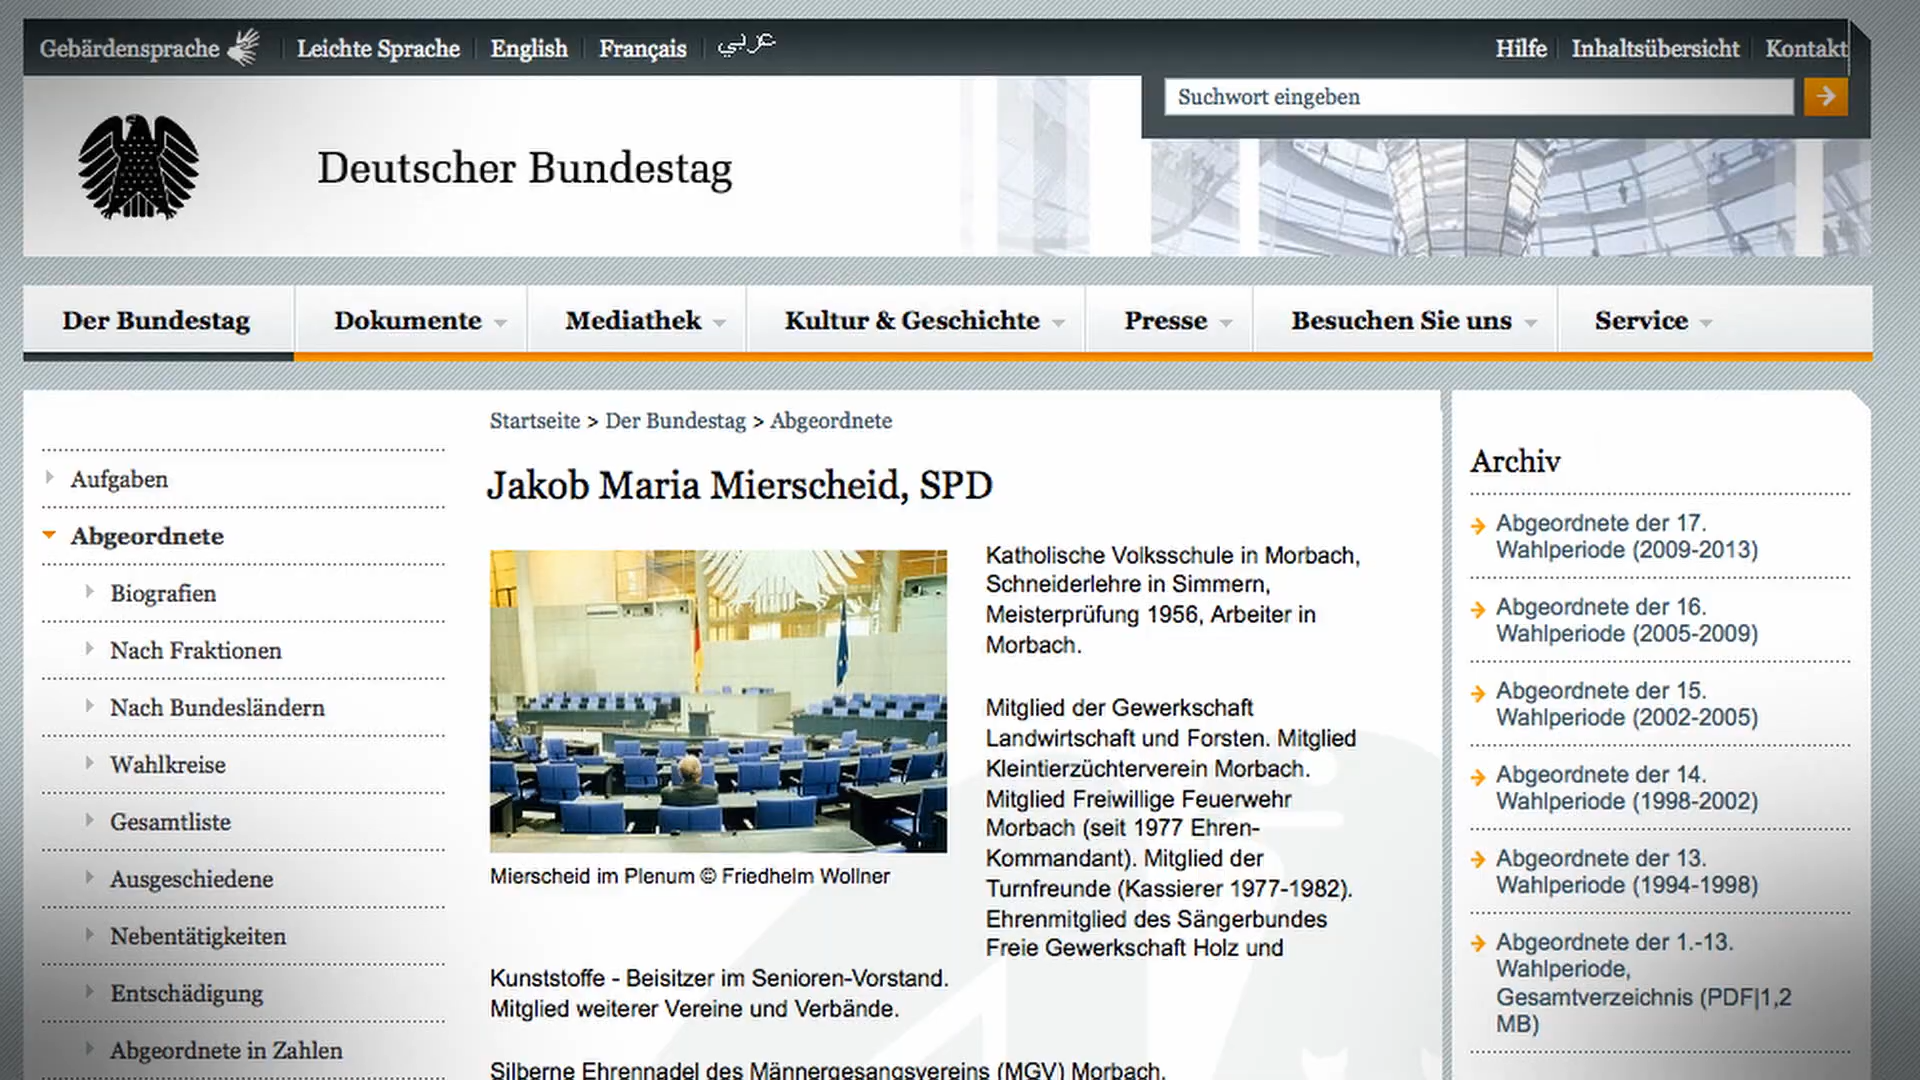 Gebärdensprache
Leichte Sprache
English
Français
عربي
Hilfe
Inhaltsübersicht
Kontakt
Suchwort eingeben
Deutscher Bundestag
Der Bundestag
Dokumente
Mediathek
Kultur & Geschichte
Presse
Besuchen Sie uns
Service
Aufgaben
Abgeordnete
Biografien
Nach Fraktionen
Nach Bundesländern
Wahlkreise
Gesamtliste
Ausgeschiedene
Nebentätigkeiten
Entschädigung
Abgeordnete in Zahlen
Startseite > Der Bundestag > Abgeordnete
Jakob Maria Mierscheid, SPD
Mierscheid im Plenum © Friedhelm Wollner
Katholische Volksschule in Morbach,
Schneiderlehre in Simmern,
Meisterprüfung 1956, Arbeiter in
Morbach.
Mitglied der Gewerkschaft
Landwirtschaft und Forsten. Mitglied
Kleintierzüchterverein Morbach.
Mitglied Freiwillige Feuerwehr
Morbach (seit 1977 Ehren-
Kommandant). Mitglied der
Turnfreunde (Kassierer 1977-1982).
Ehrenmitglied des Sängerbundes
Freie Gewerkschaft Holz und
Kunststoffe - Beisitzer im Senioren-Vorstand.
Mitglied weiterer Vereine und Verbände.
Silberne Ehrennadel des Männergesangsvereins (MGV) Morbach.
Archiv
Abgeordnete der 17.
Wahlperiode (2009-2013)
Abgeordnete der 16.
Wahlperiode (2005-2009)
Abgeordnete der 15.
Wahlperiode (2002-2005)
Abgeordnete der 14.
Wahlperiode (1998-2002)
Abgeordnete der 13.
Wahlperiode (1994-1998)
Abgeordnete der 1.-13.
Wahlperiode,
Gesamtverzeichnis (PDF|1,2
MB)